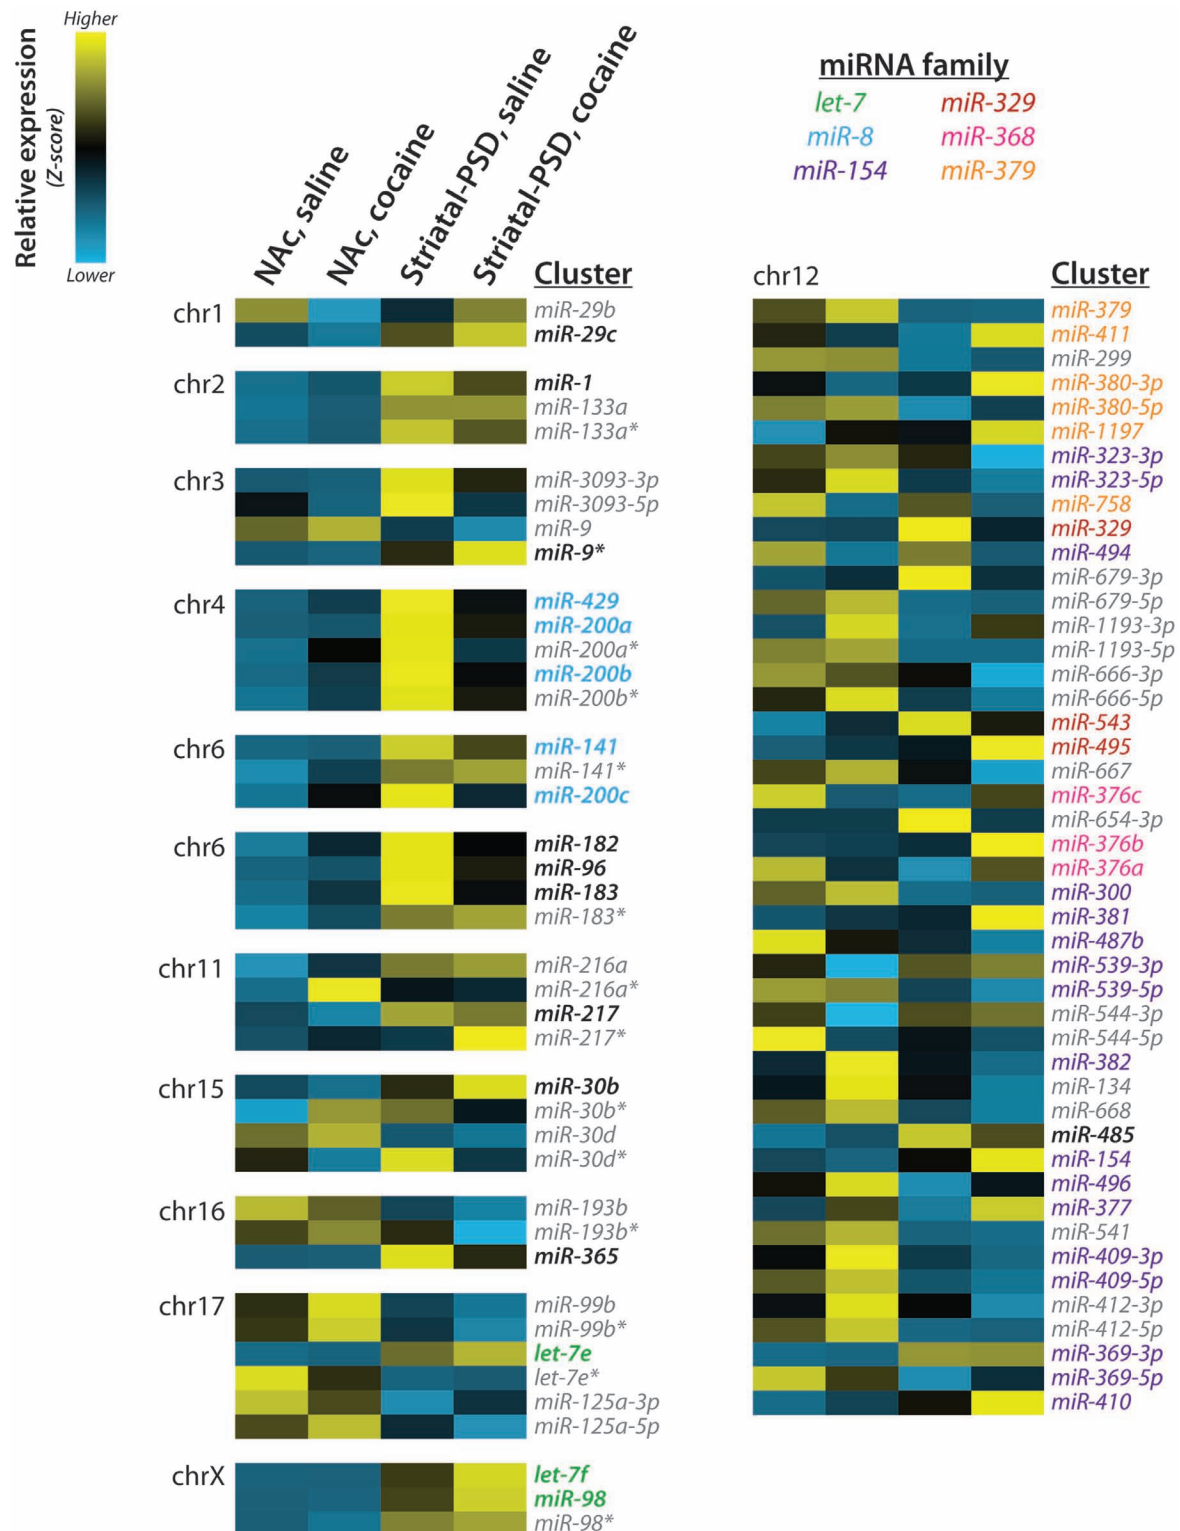 Higher
Relative expression
(Z-score)
Lower
NAc, saline
NAc, cocaine
Striatal-PSD, saline
Striatal-PSD, cocaine
miRNA family
let-7 miR-329
miR-8 miR-368
miR-154 miR-379
Cluster
chr1
miR-29b
miR-29c
chr2
miR-1
miR-133a
miR-133a*
chr3
miR-3093-3p
miR-3093-5p
miR-9
miR-9*
chr4
miR-429
miR-200a
miR-200a*
miR-200b
miR-200b*
chr6
miR-141
miR-141*
miR-200c
chr6
miR-182
miR-96
miR-183
miR-183*
chr11
miR-216a
miR-216a*
miR-217
miR-217*
chr15
miR-30b
miR-30b*
miR-30d
miR-30d*
chr16
miR-193b
miR-193b*
miR-365
chr17
miR-99b
miR-99b*
let-7e
let-7e*
miR-125a-3p
miR-125a-5p
chrX
let-7f
miR-98
miR-98*
chr12
Cluster
miR-379
miR-411
miR-299
miR-380-3p
miR-380-5p
miR-1197
miR-323-3p
miR-323-5p
miR-758
miR-329
miR-494
miR-679-3p
miR-679-5p
miR-1193-3p
miR-1193-5p
miR-666-3p
miR-666-5p
miR-543
miR-495
miR-667
miR-376c
miR-654-3p
miR-376b
miR-376a
miR-300
miR-381
miR-487b
miR-539-3p
miR-539-5p
miR-544-3p
miR-544-5p
miR-382
miR-134
miR-668
miR-485
miR-154
miR-496
miR-377
miR-541
miR-409-3p
miR-409-5p
miR-412-3p
miR-412-5p
miR-369-3p
miR-369-5p
miR-410